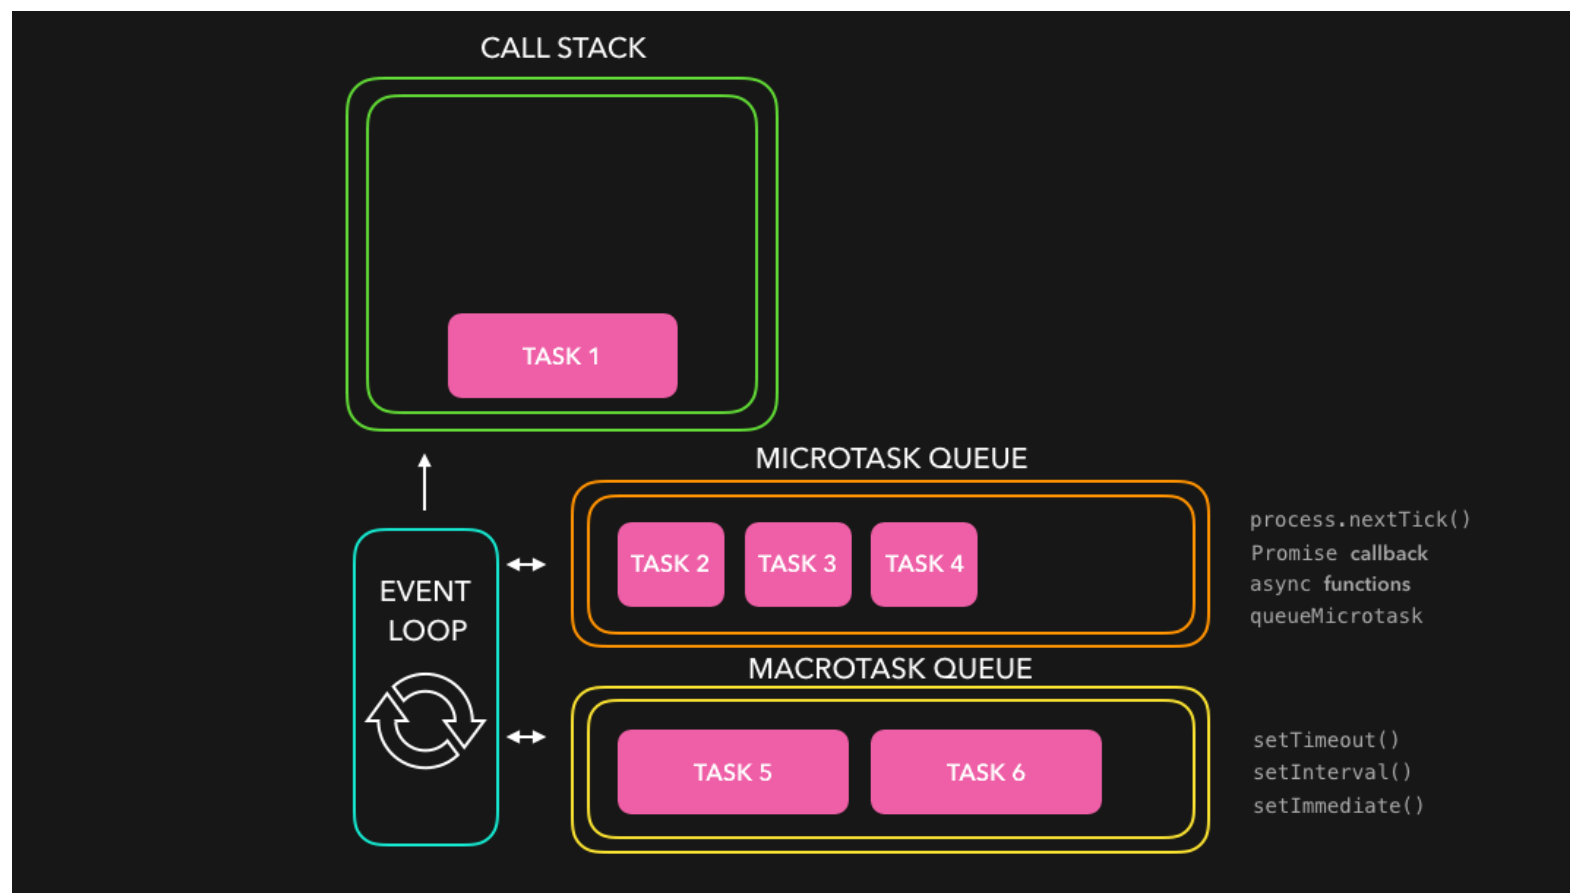 CALL STACK
TASK 1
MICROTASK QUEUE
TASK 2 TASK 3 TASK 4
process.nextTick()
Promise callback
async functions
queueMicrotask
EVENT
LOOP
MACROTASK QUEUE
TASK 5 TASK 6
setTimeout()
setInterval()
setImmediate()